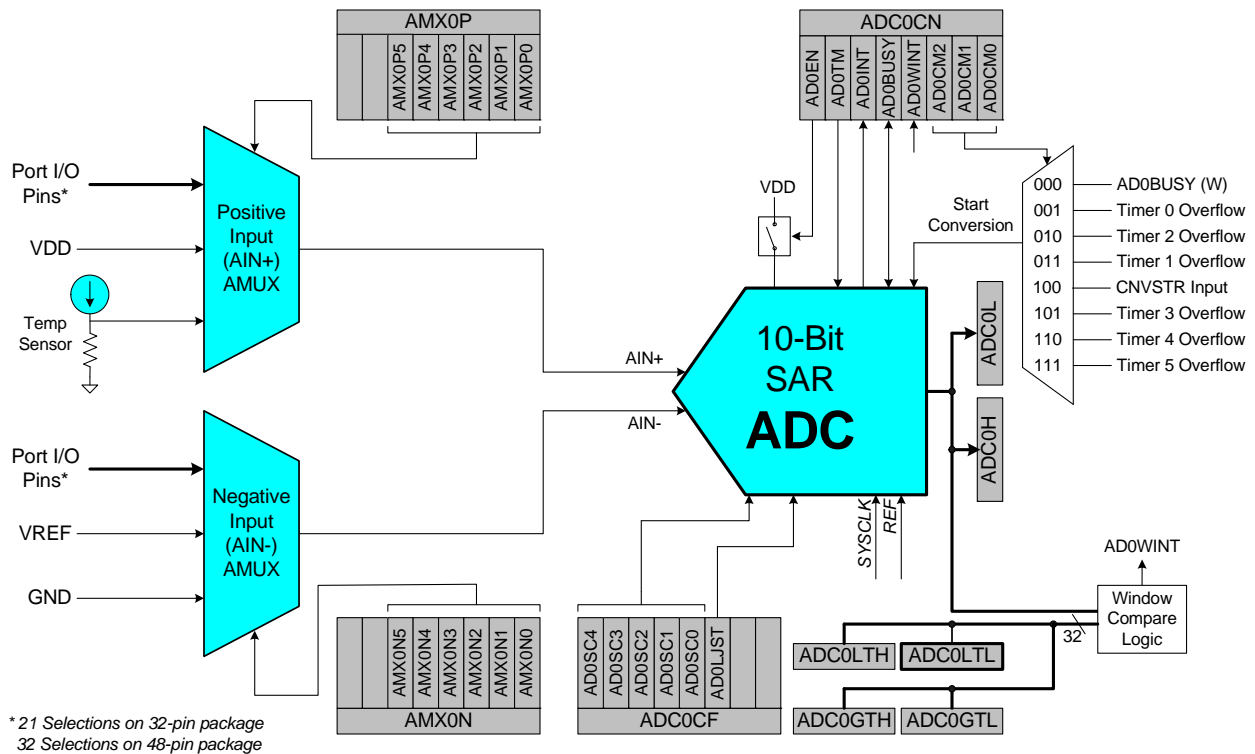 AMX0P
AMX0P5
AMX0P4
AMX0P3
AMX0P2
AMX0P1
AMX0P0
ADC0CN
AD0EN
AD0TM
AD0INT
AD0BUSY
AD0WINT
AD0CM2
AD0CM1
AD0CM0
Port I/O
Pins*
VDD
Temp
Sensor
Positive
Input
(AIN+)
AMUX
VDD
Start
Conversion
000
AD0BUSY (W)
001
Timer 0 Overflow
010
Timer 2 Overflow
011
Timer 1 Overflow
100
CNVSTR Input
101
Timer 3 Overflow
110
Timer 4 Overflow
111
Timer 5 Overflow
AIN+
AIN-
10-Bit
SAR
ADC
ADC0L
ADC0H
Port I/O
Pins*
VREF
GND
Negative
Input
(AIN-)
AMUX
SYSCLK
REF
AD0WINT
Window
Compare
Logic
32
AMX0N5
AMX0N4
AMX0N3
AMX0N2
AMX0N1
AMX0N0
AMX0N
AD0SC4
AD0SC3
AD0SC2
AD0SC1
AD0SC0
AD0LJST
ADC0CF
ADC0LTH
ADC0LTL
ADC0GTH
ADC0GTL
* 21 Selections on 32-pin package
32 Selections on 48-pin package